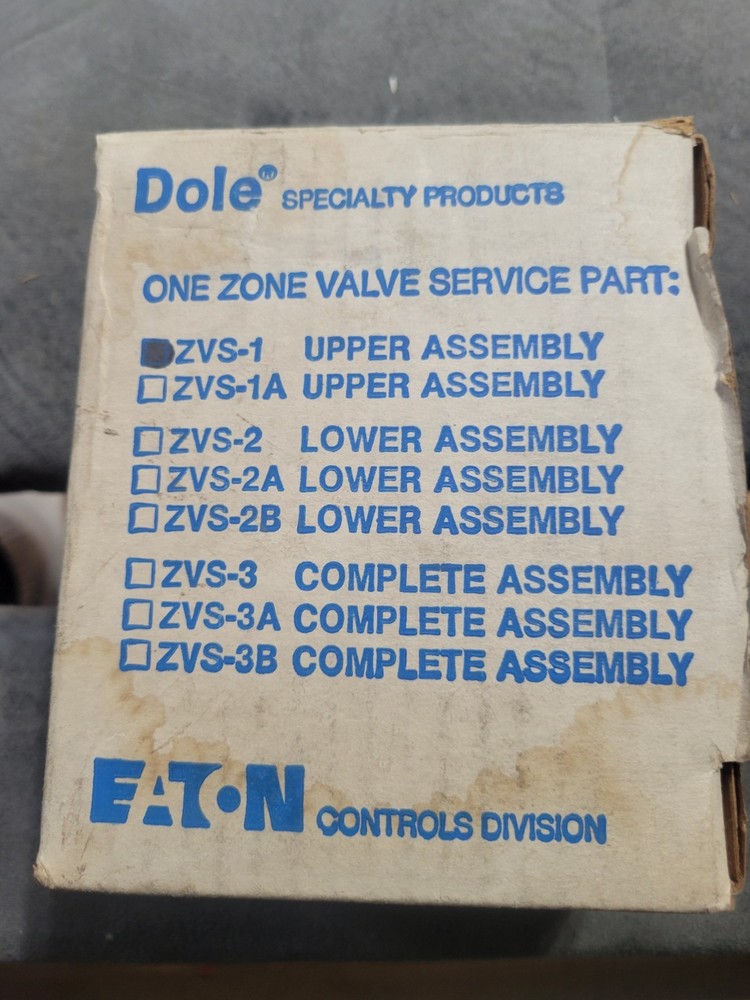 Dole® SPECIALTY PRODUCTS
ONE ZONE VALVE SERVICE PART:
ZVS-1 UPPER ASSEMBLY
ZVS-1A UPPER ASSEMBLY
ZVS-2 LOWER ASSEMBLY
ZVS-2A LOWER ASSEMBLY
ZVS-2B LOWER ASSEMBLY
ZVS-3 COMPLETE ASSEMBLY
ZVS-3A COMPLETE ASSEMBLY
ZVS-3B COMPLETE ASSEMBLY
EATON CONTROLS DIVISION